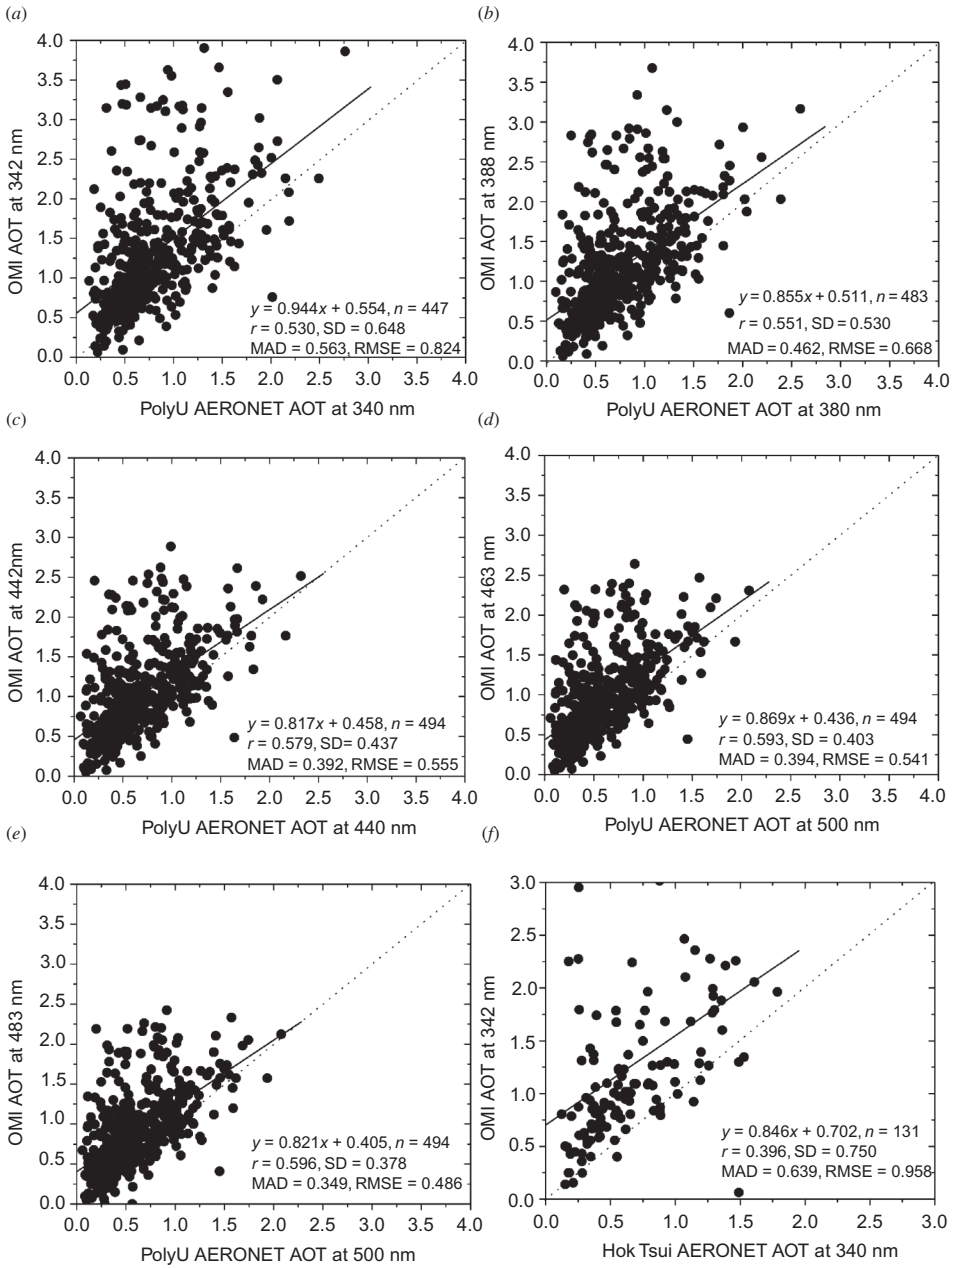 (a)
4.0
3.5
3.0
2.5
2.0
1.5
1.0
0.5
0.0
OMI AOT at 342 nm
y = 0.944x + 0.554, n = 447
r = 0.530, SD = 0.648
MAD = 0.563, RMSE = 0.824
0.0 0.5 1.0 1.5 2.0 2.5 3.0 3.5 4.0
PolyU AERONET AOT at 340 nm
(b)
4.0
3.5
3.0
2.5
2.0
1.5
1.0
0.5
0.0
OMI AOT at 388 nm
y = 0.855x + 0.511, n = 483
r = 0.551, SD = 0.530
MAD = 0.462, RMSE = 0.668
0.0 0.5 1.0 1.5 2.0 2.5 3.0 3.5 4.0
PolyU AERONET AOT at 380 nm
(c)
4.0
3.5
3.0
2.5
2.0
1.5
1.0
0.5
0.0
OMI AOT at 442nm
y = 0.817x + 0.458, n = 494
r = 0.579, SD= 0.437
MAD = 0.392, RMSE = 0.555
0.0 0.5 1.0 1.5 2.0 2.5 3.0 3.5 4.0
PolyU AERONET AOT at 440 nm
(d)
4.0
3.5
3.0
2.5
2.0
1.5
1.0
0.5
0.0
OMI AOT at 463 nm
y = 0.869x + 0.436, n = 494
r = 0.593, SD = 0.403
MAD = 0.394, RMSE = 0.541
0.0 0.5 1.0 1.5 2.0 2.5 3.0 3.5 4.0
PolyU AERONET AOT at 500 nm
(e)
4.0
3.5
3.0
2.5
2.0
1.5
1.0
0.5
0.0
OMI AOT at 483 nm
y = 0.821x + 0.405, n = 494
r = 0.596, SD = 0.378
MAD = 0.349, RMSE = 0.486
0.0 0.5 1.0 1.5 2.0 2.5 3.0 3.5 4.0
PolyU AERONET AOT at 500 nm
(f)
3.0
2.5
2.0
1.5
1.0
0.5
0.0
OMI AOT at 342 nm
y = 0.846x + 0.702, n = 131
r = 0.396, SD = 0.750
MAD = 0.639, RMSE = 0.958
0.0 0.5 1.0 1.5 2.0 2.5 3.0
Hok Tsui AERONET AOT at 340 nm